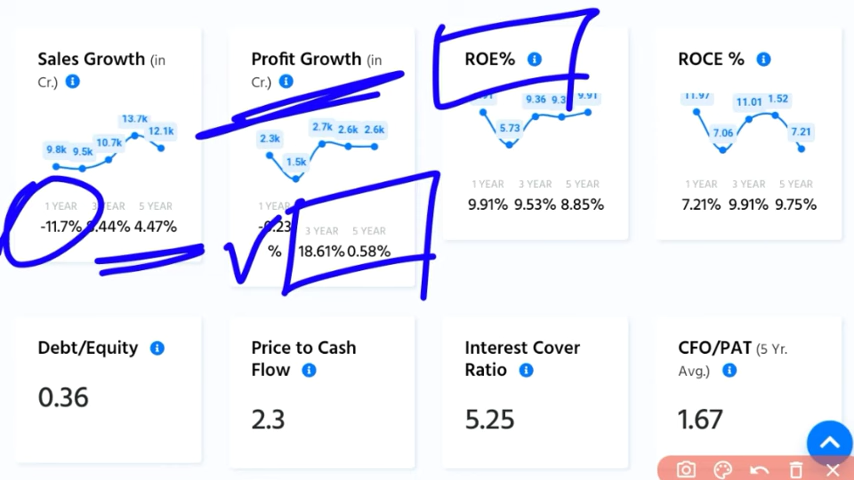 Sales Growth (in
Cr.)
9.8k 9.5k 10.7k 13.7k 12.1k
1 YEAR 5 YEAR
-11.7% 4.47%
Profit Growth (in
Cr.)
2.3k 1.5k 2.7k 2.6k 2.6k
1 YEAR 3 YEAR 5 YEAR
% 18.61% 0.58%
ROE%
5.73 9.36 9.91
1 YEAR 3 YEAR 5 YEAR
9.91% 9.53% 8.85%
ROCE %
11.97 7.06 11.01 1.52 7.21
1 YEAR 3 YEAR 5 YEAR
7.21% 9.91% 9.75%
Debt/Equity
0.36
Price to Cash
Flow
2.3
Interest Cover
Ratio
5.25
CFO/PAT (5 Yr.
Avg.)
1.67